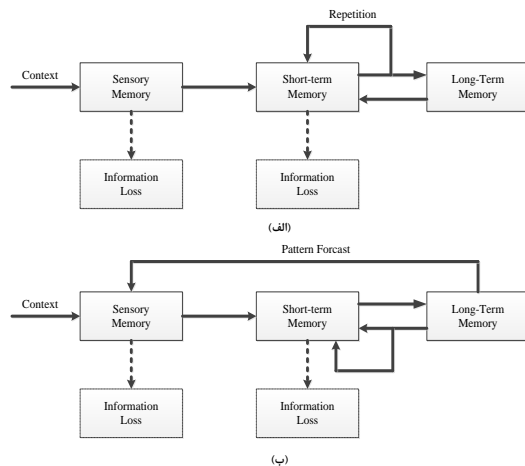 Repetition
Context
Sensory
Memory
Short-term
Memory
Long-Term
Memory
Information
Loss
Information
Loss
(الف)
Pattern Forcast
Context
Sensory
Memory
Short-term
Memory
Long-Term
Memory
Information
Loss
Information
Loss
(ب)